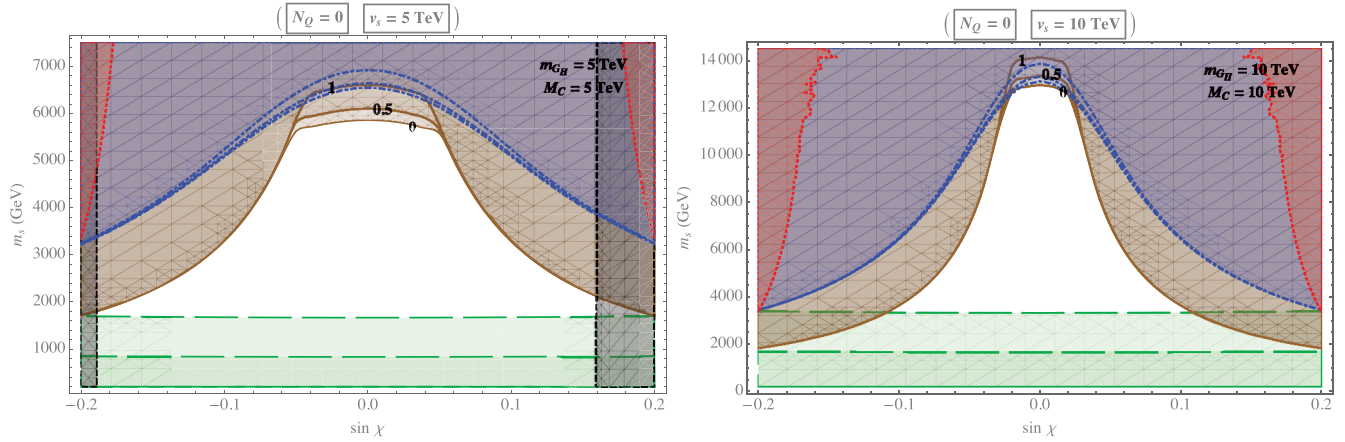 ( N_Q = 0 v_s = 5 TeV )
m_{G_H} = 5 TeV
M_C = 5 TeV
1
0.5
0
7000
6000
5000
4000
3000
2000
1000
m_s (GeV)
−0.2 −0.1 0.0 0.1 0.2
sin χ
( N_Q = 0 v_s = 10 TeV )
m_{G_H} = 10 TeV
M_C = 10 TeV
1
0.5
0
14 000
12 000
10 000
8000
6000
4000
2000
0
m_s (GeV)
−0.2 −0.1 0.0 0.1 0.2
sin χ